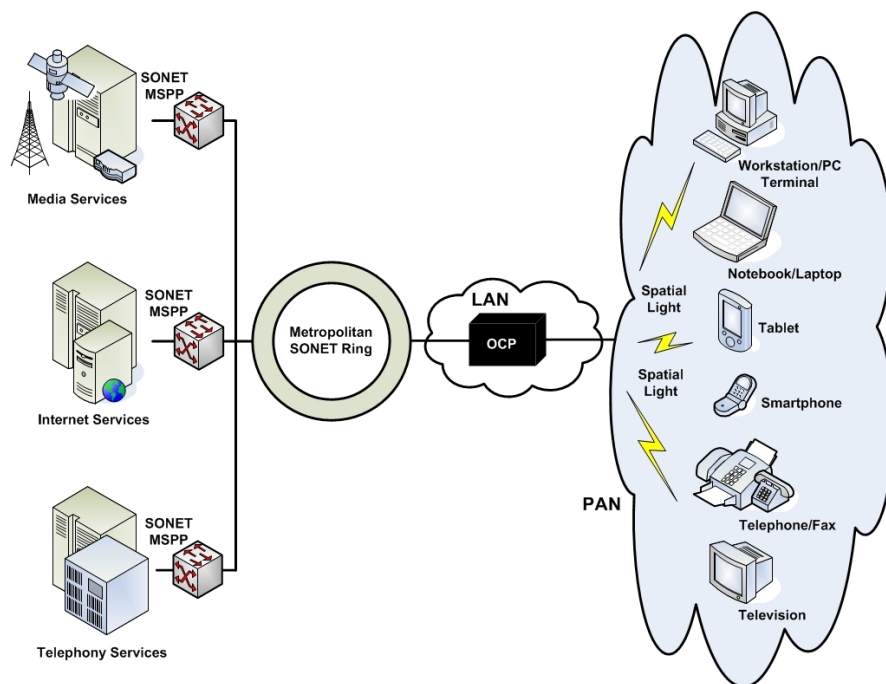 SONET
MSPP
Media Services
SONET
MSPP
Internet Services
SONET
MSPP
Telephony Services
Metropolitan
SONET Ring
LAN
OCP
PAN
Spatial
Light
Spatial
Light
Workstation/PC
Terminal
Notebook/Laptop
Tablet
Smartphone
Telephone/Fax
Television